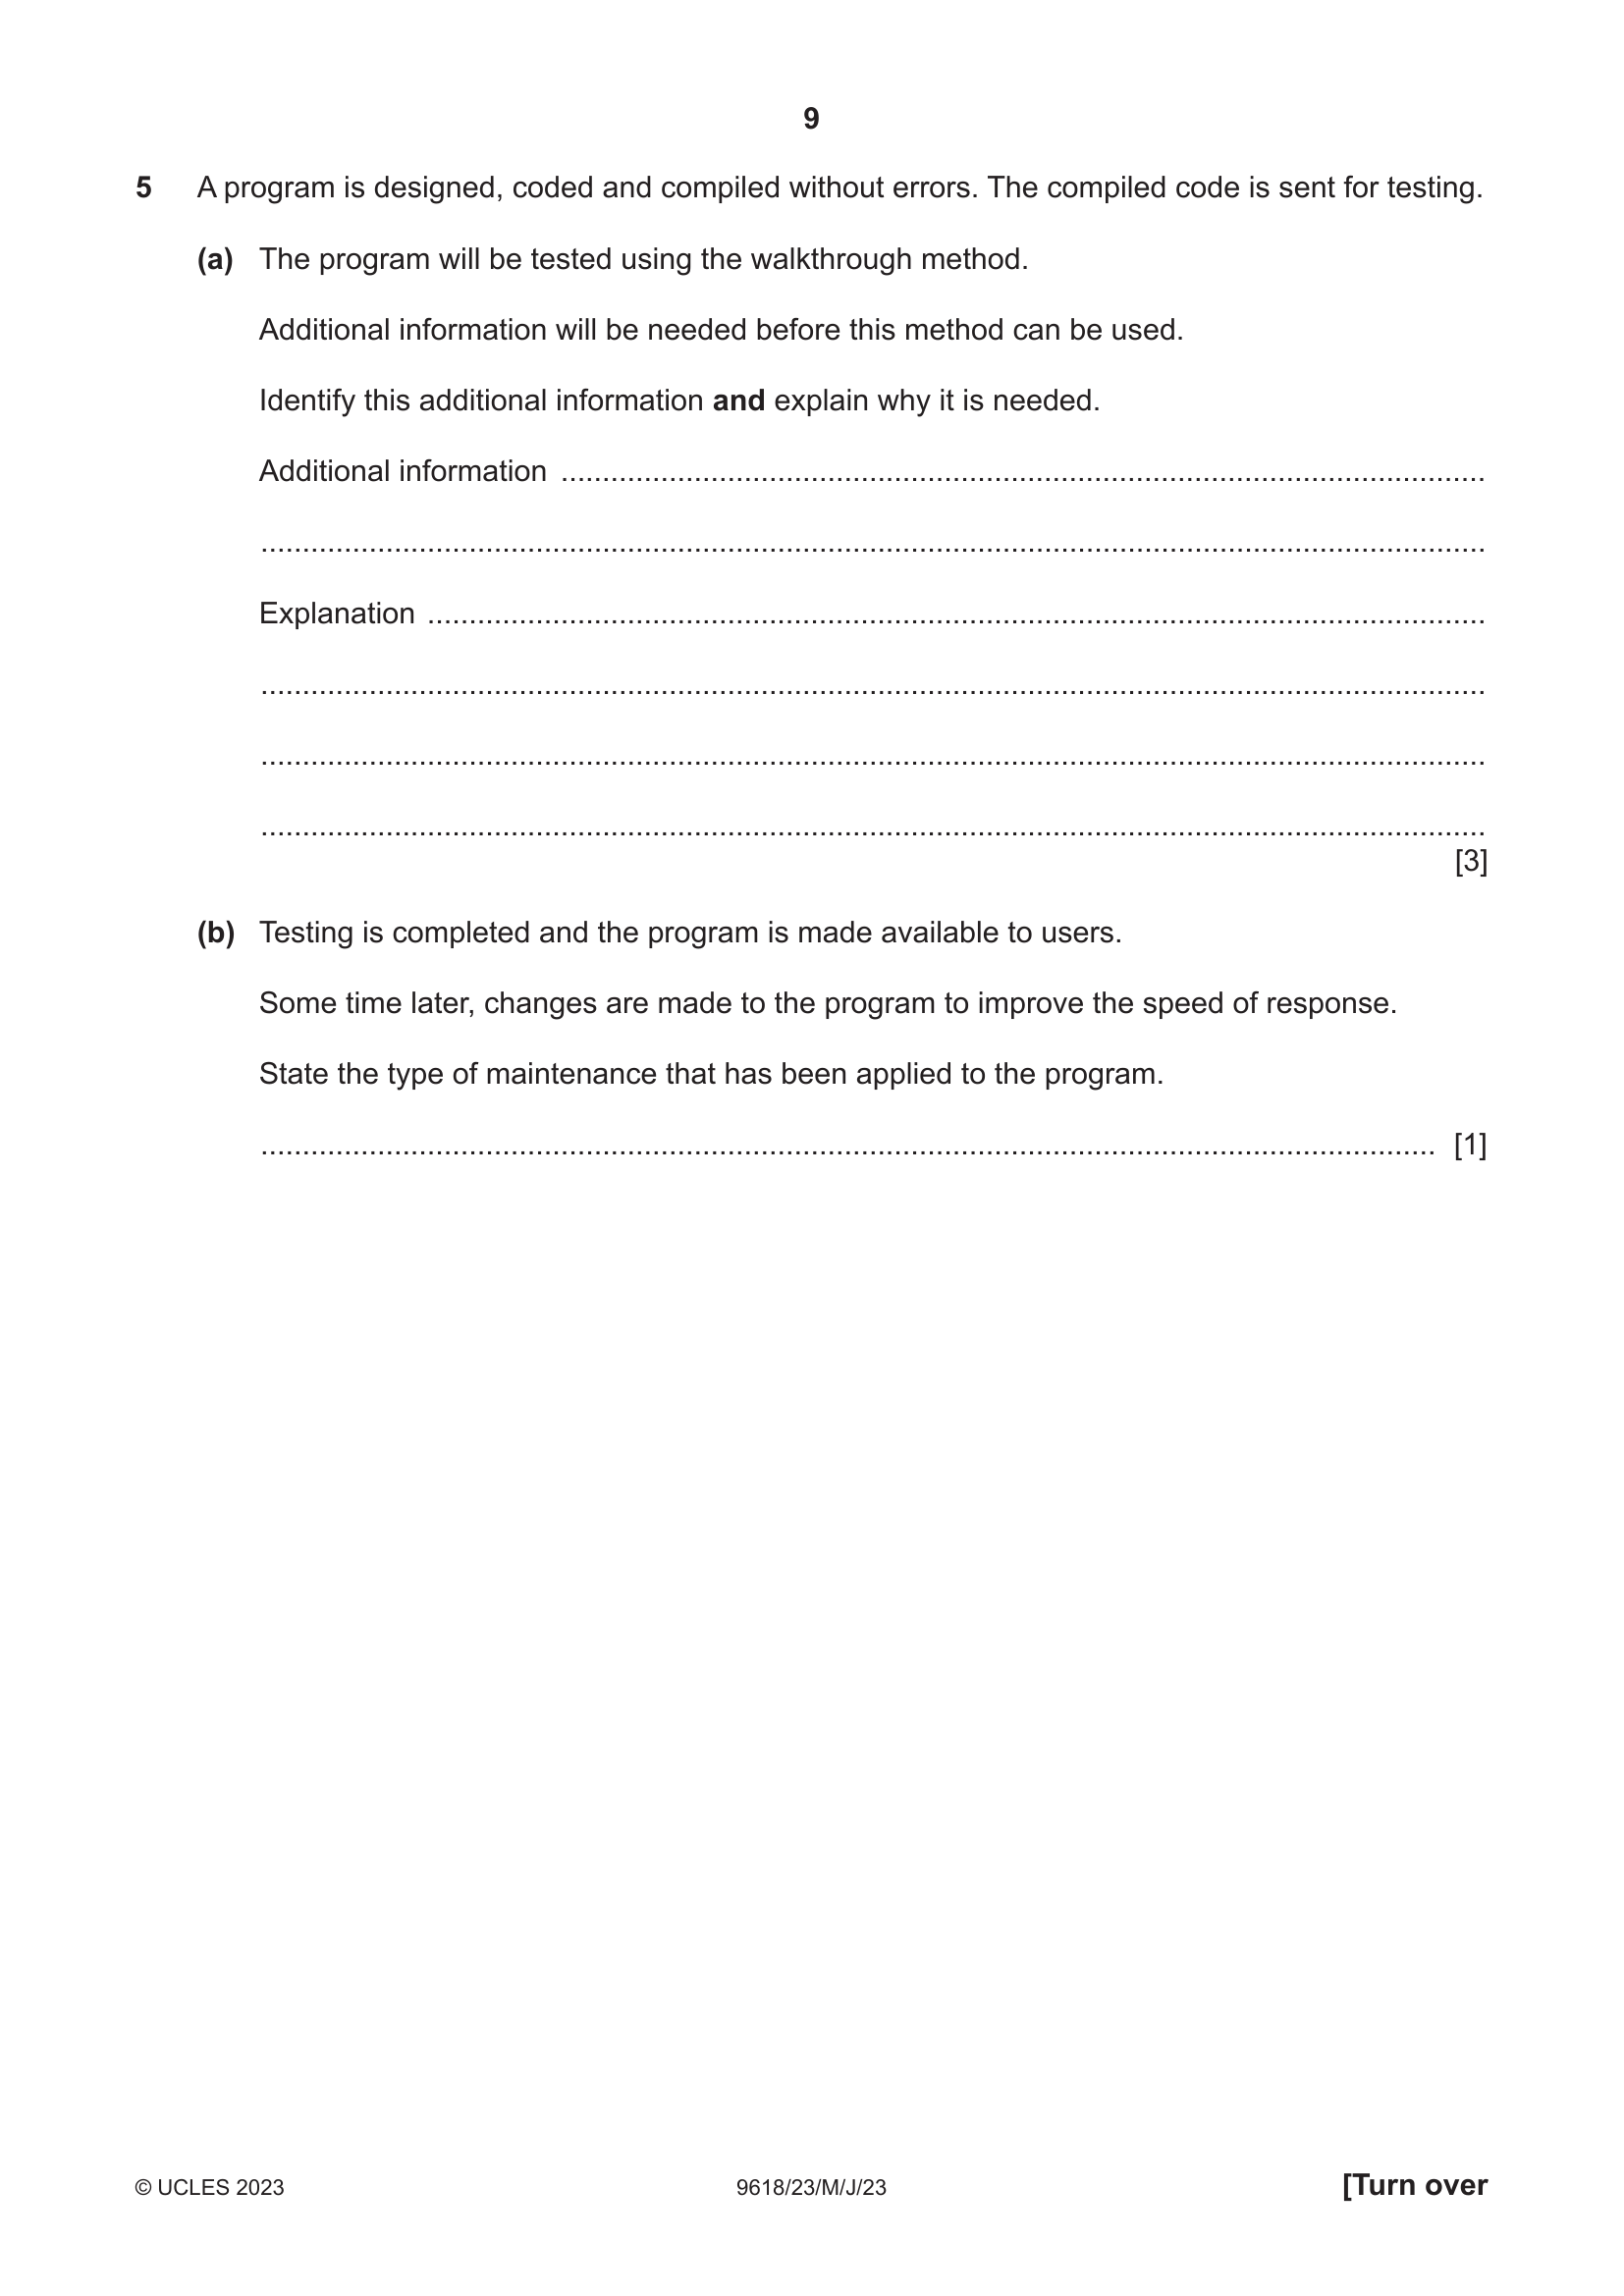 9
5 A program is designed, coded and compiled without errors. The compiled code is sent for testing.
(a) The program will be tested using the walkthrough method.
Additional information will be needed before this method can be used.
Identify this additional information and explain why it is needed.
Additional information ..............................................................................................................
..................................................................................................................................................
Explanation ..............................................................................................................................
..................................................................................................................................................
..................................................................................................................................................
..................................................................................................................................................
[3]
(b) Testing is completed and the program is made available to users.
Some time later, changes are made to the program to improve the speed of response.
State the type of maintenance that has been applied to the program.
............................................................................................................................................ [1]
© UCLES 2023 9618/23/M/J/23 [Turn over